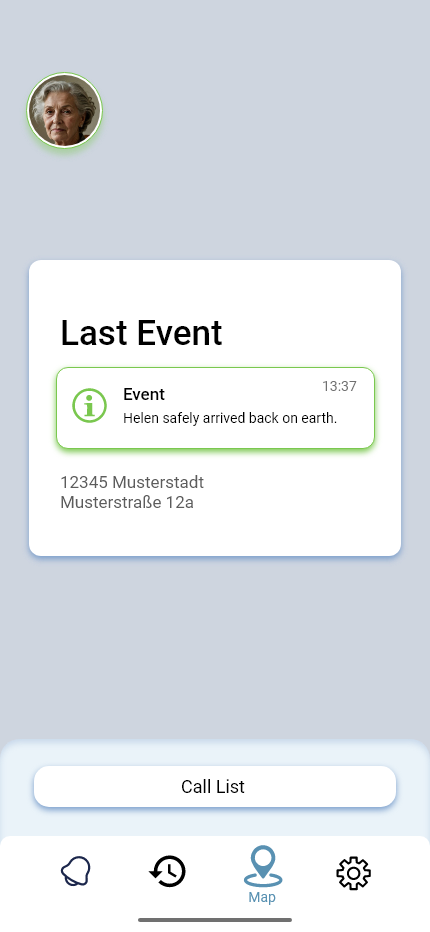 Last Event
13:37
Event
Helen safely arrived back on earth.
12345 Musterstadt
Musterstraße 12a
Call List
Map